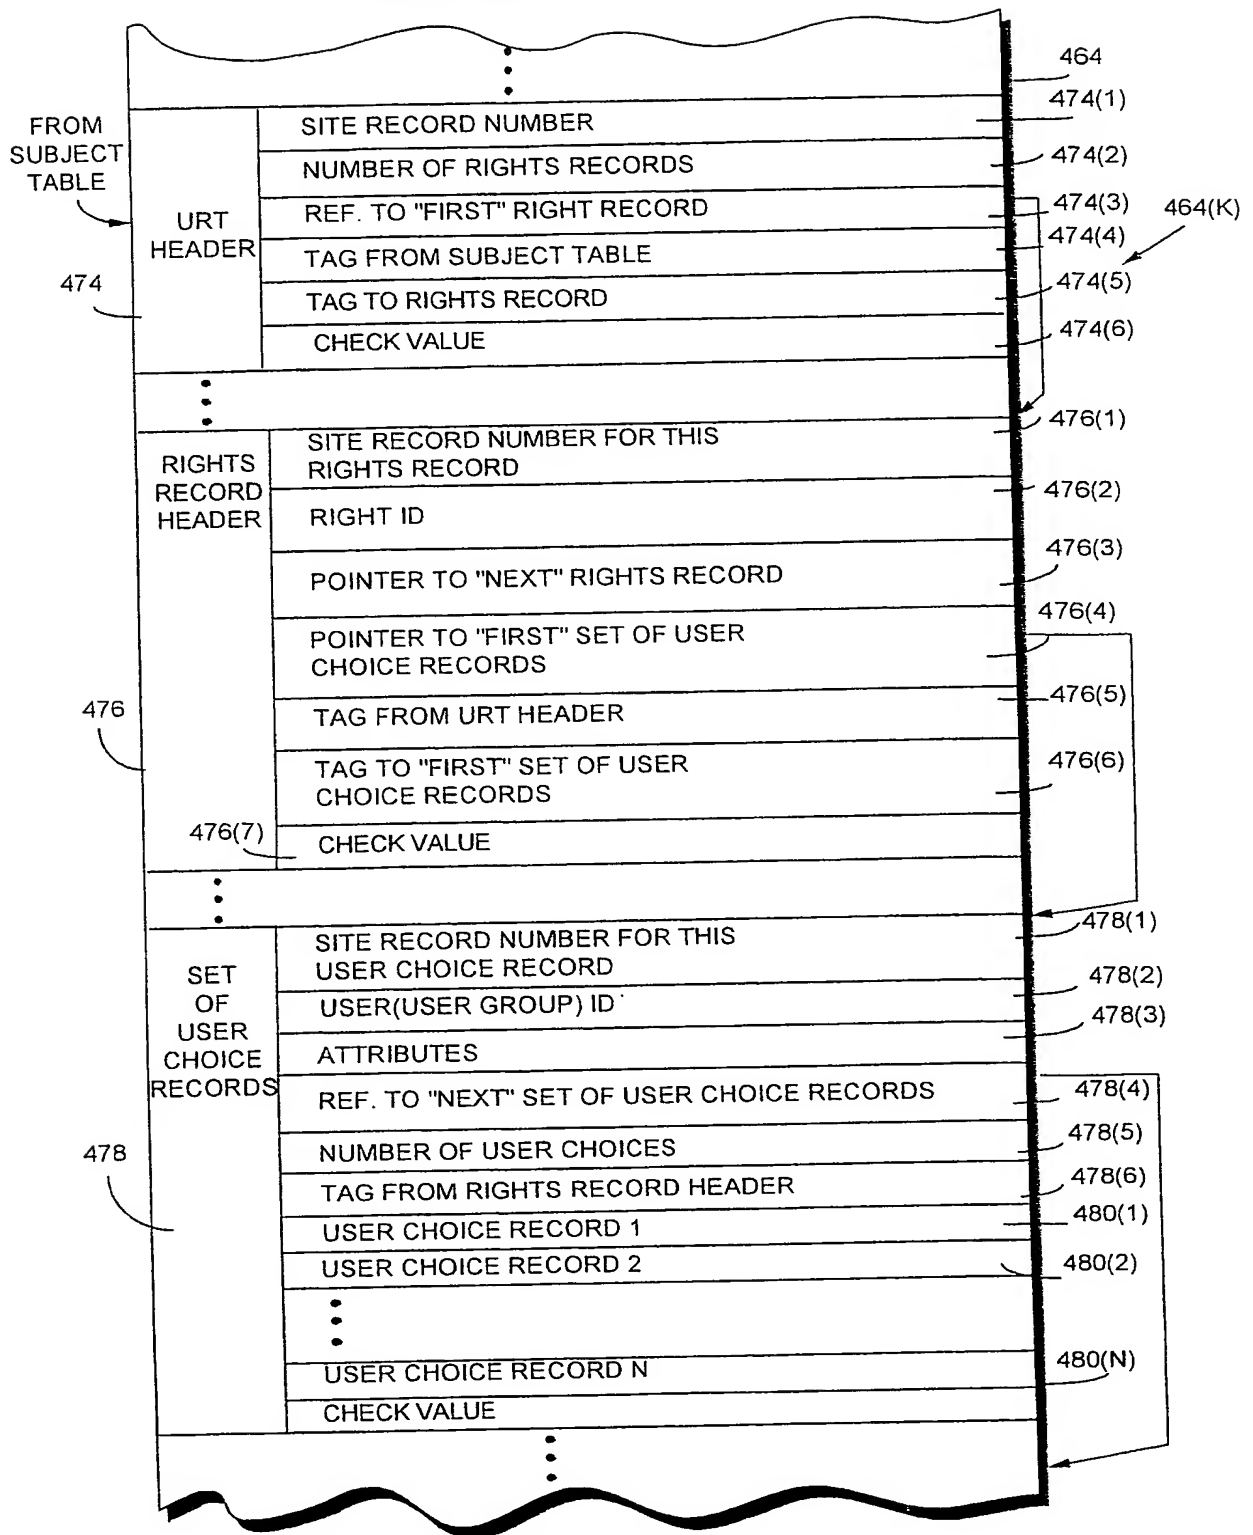 464
474(1)
FROM
SUBJECT
TABLE
SITE RECORD NUMBER
NUMBER OF RIGHTS RECORDS
474(2)
URT
HEADER
REF. TO "FIRST" RIGHT RECORD
474(3)
464(K)
TAG FROM SUBJECT TABLE
474(4)
474
TAG TO RIGHTS RECORD
474(5)
CHECK VALUE
474(6)
RIGHTS
RECORD
HEADER
SITE RECORD NUMBER FOR THIS
RIGHTS RECORD
476(1)
RIGHT ID
476(2)
POINTER TO "NEXT" RIGHTS RECORD
476(3)
POINTER TO "FIRST" SET OF USER
CHOICE RECORDS
476(4)
476
TAG FROM URT HEADER
476(5)
TAG TO "FIRST" SET OF USER
CHOICE RECORDS
476(6)
476(7)
CHECK VALUE
SET
OF
USER
CHOICE
RECORDS
SITE RECORD NUMBER FOR THIS
USER CHOICE RECORD
478(1)
USER(USER GROUP) ID
478(2)
ATTRIBUTES
478(3)
REF. TO "NEXT" SET OF USER CHOICE RECORDS
478(4)
478
NUMBER OF USER CHOICES
478(5)
TAG FROM RIGHTS RECORD HEADER
478(6)
USER CHOICE RECORD 1
480(1)
USER CHOICE RECORD 2
480(2)
USER CHOICE RECORD N
480(N)
CHECK VALUE